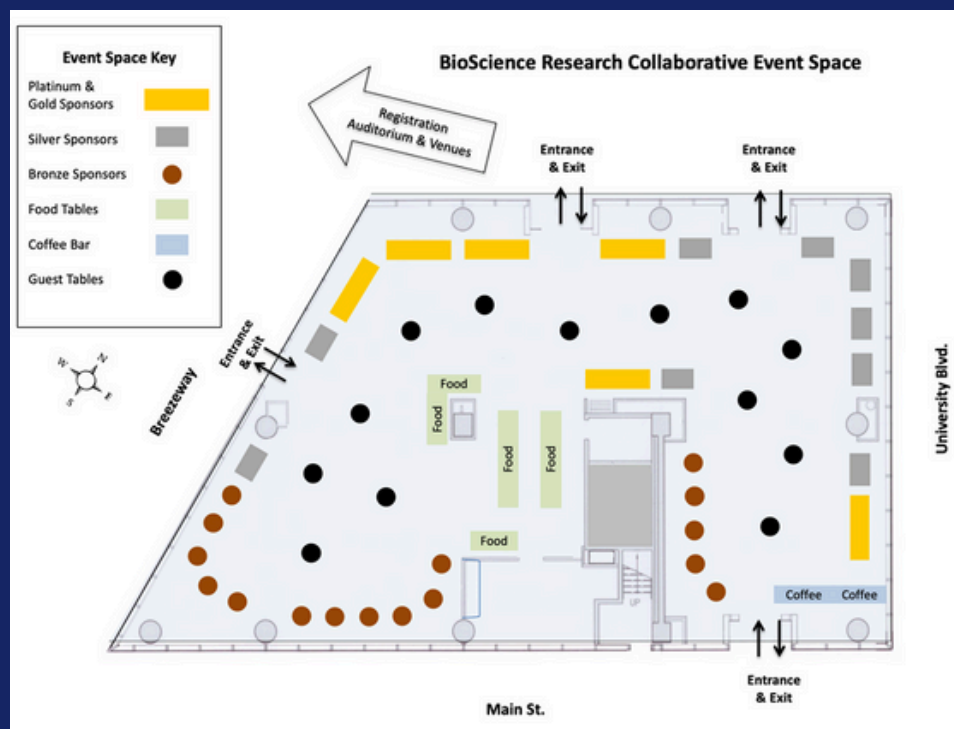 Event Space Key
Platinum &
Gold Sponsors
Silver Sponsors
Bronze Sponsors
Food Tables
Coffee Bar
Guest Tables
BioScience Research Collaborative Event Space
Registration
Auditorium & Venues
Entrance
& Exit
Entrance
& Exit
W
N
S
E
Entrance
& Exit
Breezeway
University Blvd.
Food
Food
Food
Food
Food
UP
Coffee
Coffee
Entrance
& Exit
Main St.